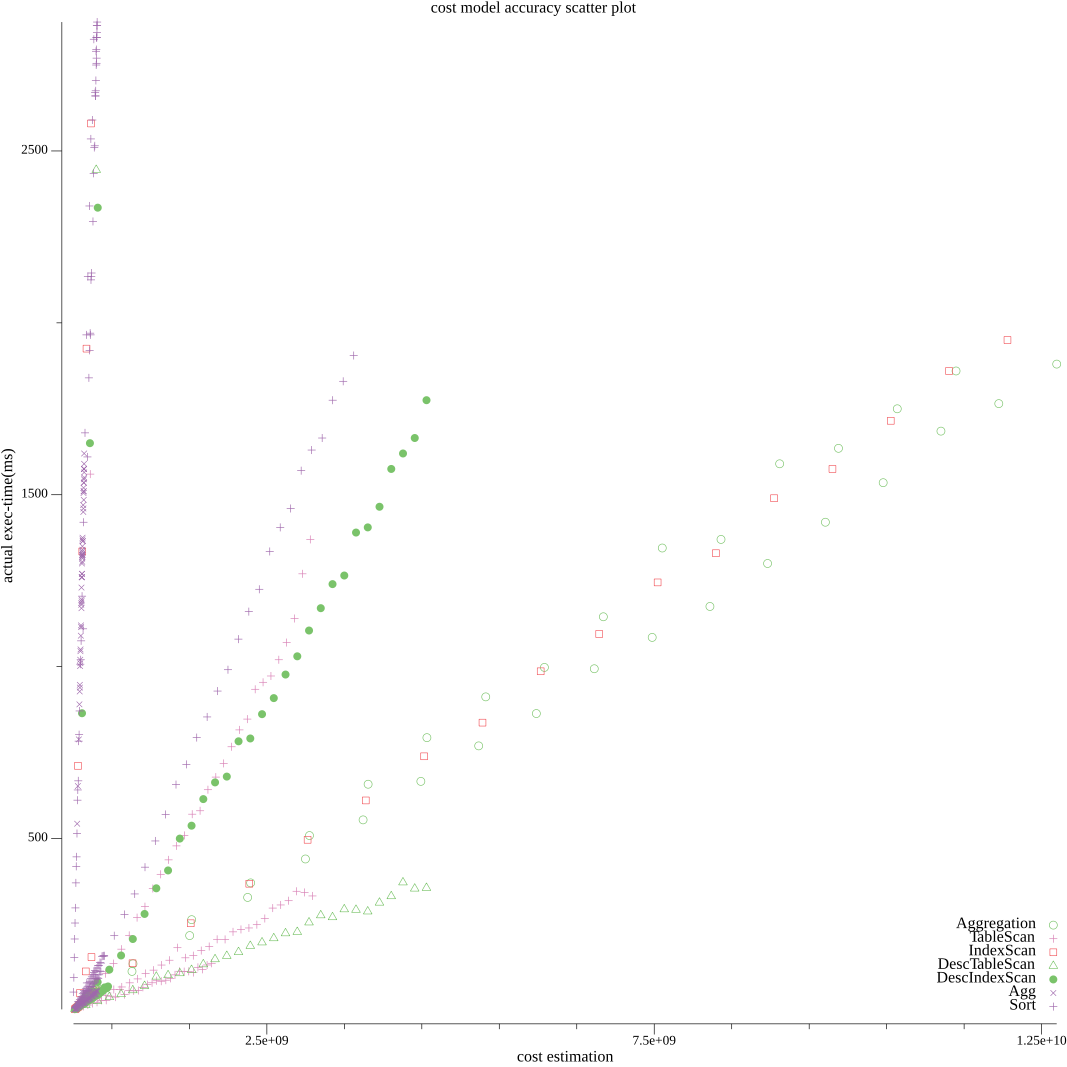 cost model accuracy scatter plot
2500
1500
500
actual exec-time(ms)
Aggregation
TableScan
IndexScan
DescTableScan
DescIndexScan
Agg
Sort
2.5e+09
7.5e+09
1.25e+10
cost estimation